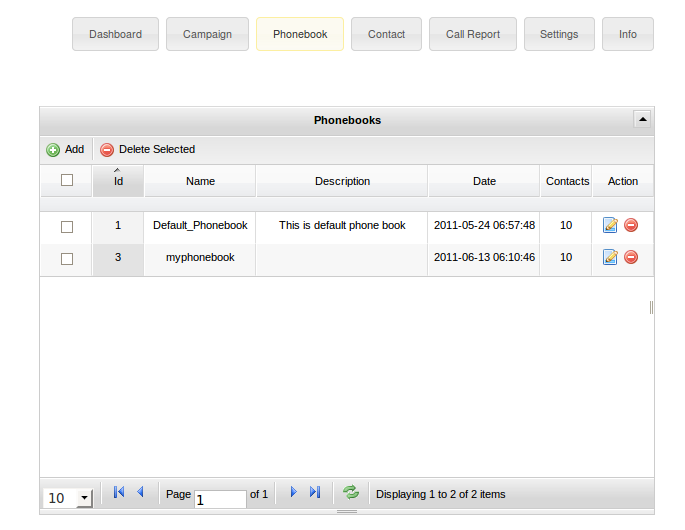 Dashboard Campaign Phonebook Contact Call Report Settings Info
Phonebooks
Add Delete Selected
Id Name Description Date Contacts Action
1 Default_Phonebook This is default phone book 2011-05-24 06:57:48 10
3 myphonebook 2011-06-13 06:10:46 10
10 Page 1 of 1 Displaying 1 to 2 of 2 items